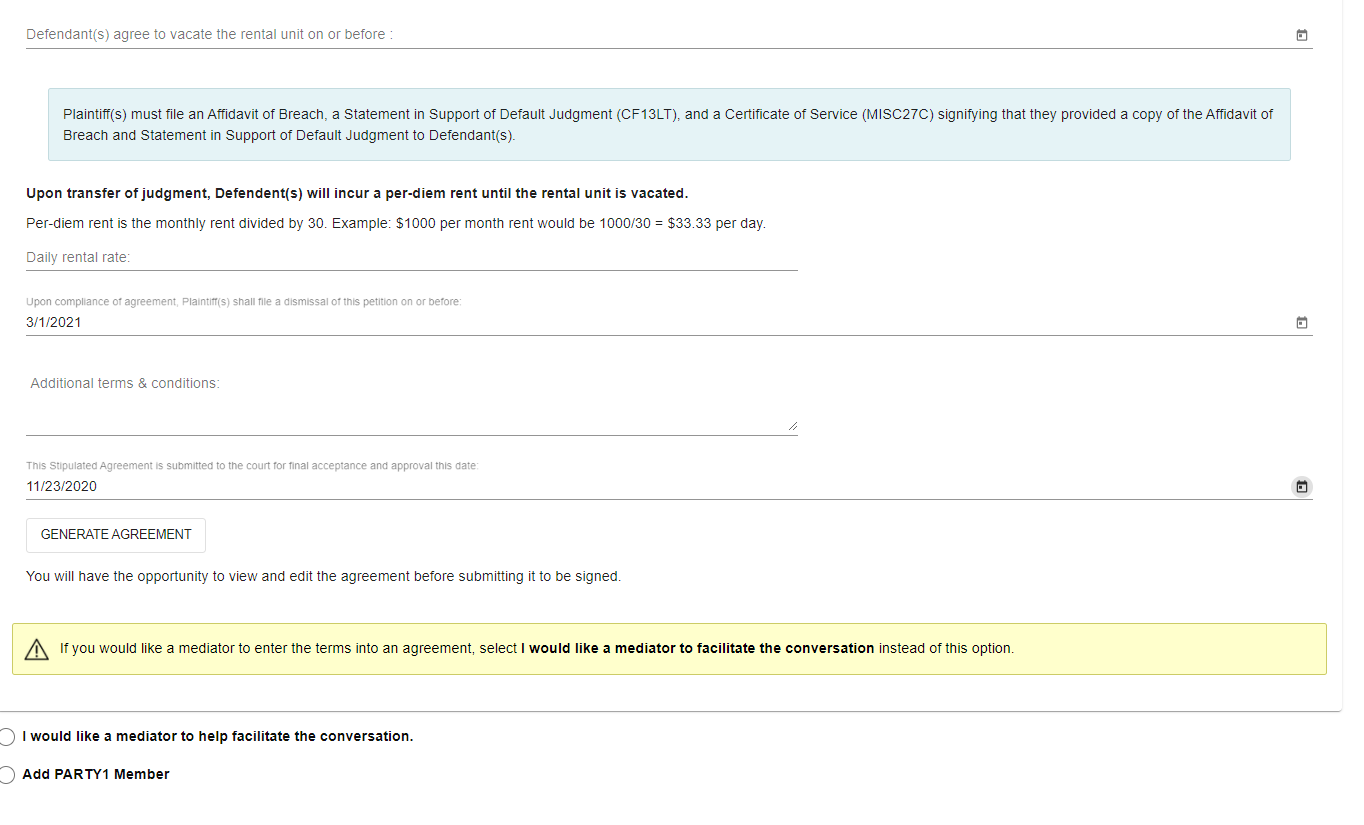 Defendant(s) agree to vacate the rental unit on or before :
Plaintiff(s) must file an Affidavit of Breach, a Statement in Support of Default Judgment (CF13LT), and a Certificate of Service (MISC27C) signifying that they provided a copy of the Affidavit of
Breach and Statement in Support of Default Judgment to Defendant(s).
Upon transfer of judgment, Defendent(s) will incur a per-diem rent until the rental unit is vacated.
Per-diem rent is the monthly rent divided by 30. Example: $1000 per month rent would be 1000/30 = $33.33 per day.
Daily rental rate:
Upon compliance of agreement, Plaintiff(s) shall file a dismissal of this petition on or before:
3/1/2021
Additional terms & conditions:
This Stipulated Agreement is submitted to the court for final acceptance and approval this date:
11/23/2020
GENERATE AGREEMENT
You will have the opportunity to view and edit the agreement before submitting it to be signed.
If you would like a mediator to enter the terms into an agreement, select I would like a mediator to facilitate the conversation instead of this option.
I would like a mediator to help facilitate the conversation.
Add PARTY1 Member